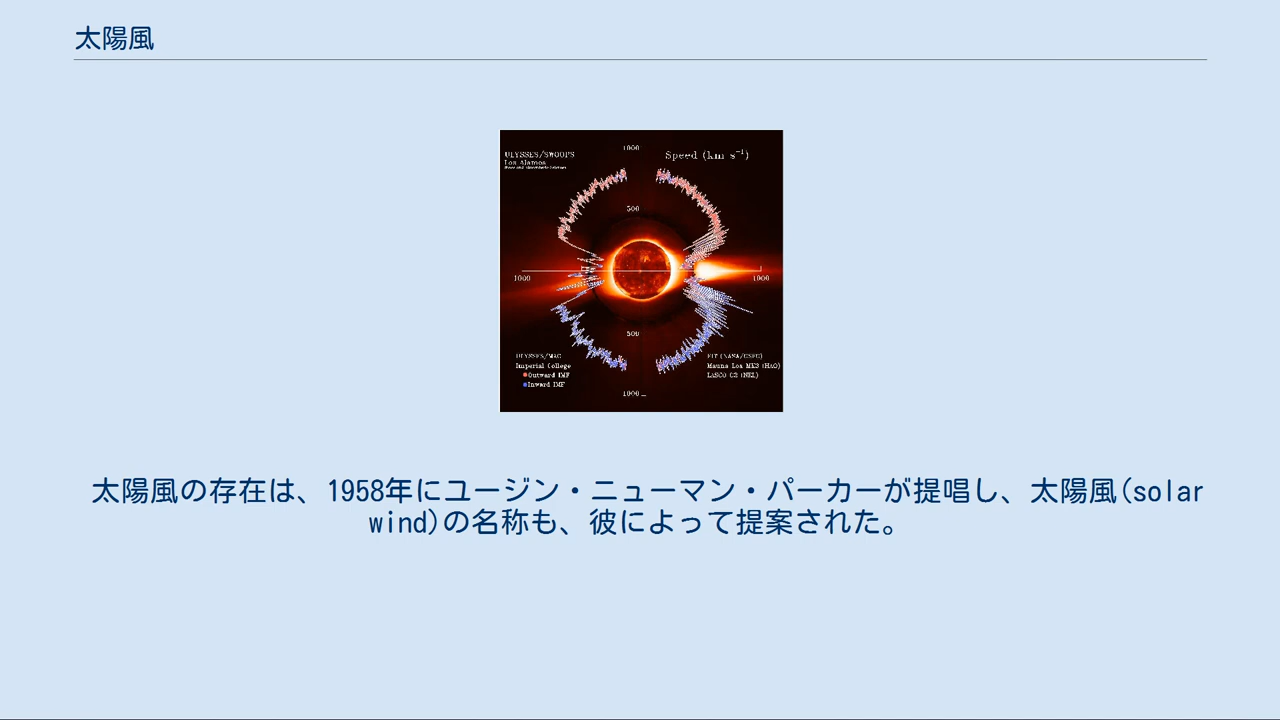 太陽風
ULYSSES/SWOOPS
Los Alamos
1000
Speed (km s⁻¹)
500
1000
1000
500
ULYSSES/MAG
Imperial College
Outward IMF
Inward IMF
EIT (NASA/GSFC)
Mauna Loa MK3 (HAO)
LASCO C2 (NRL)
1000
太陽風の存在は、1958年にユージン・ニューマン・パーカーが提唱し、太陽風(solar
wind)の名称も、彼によって提案された。